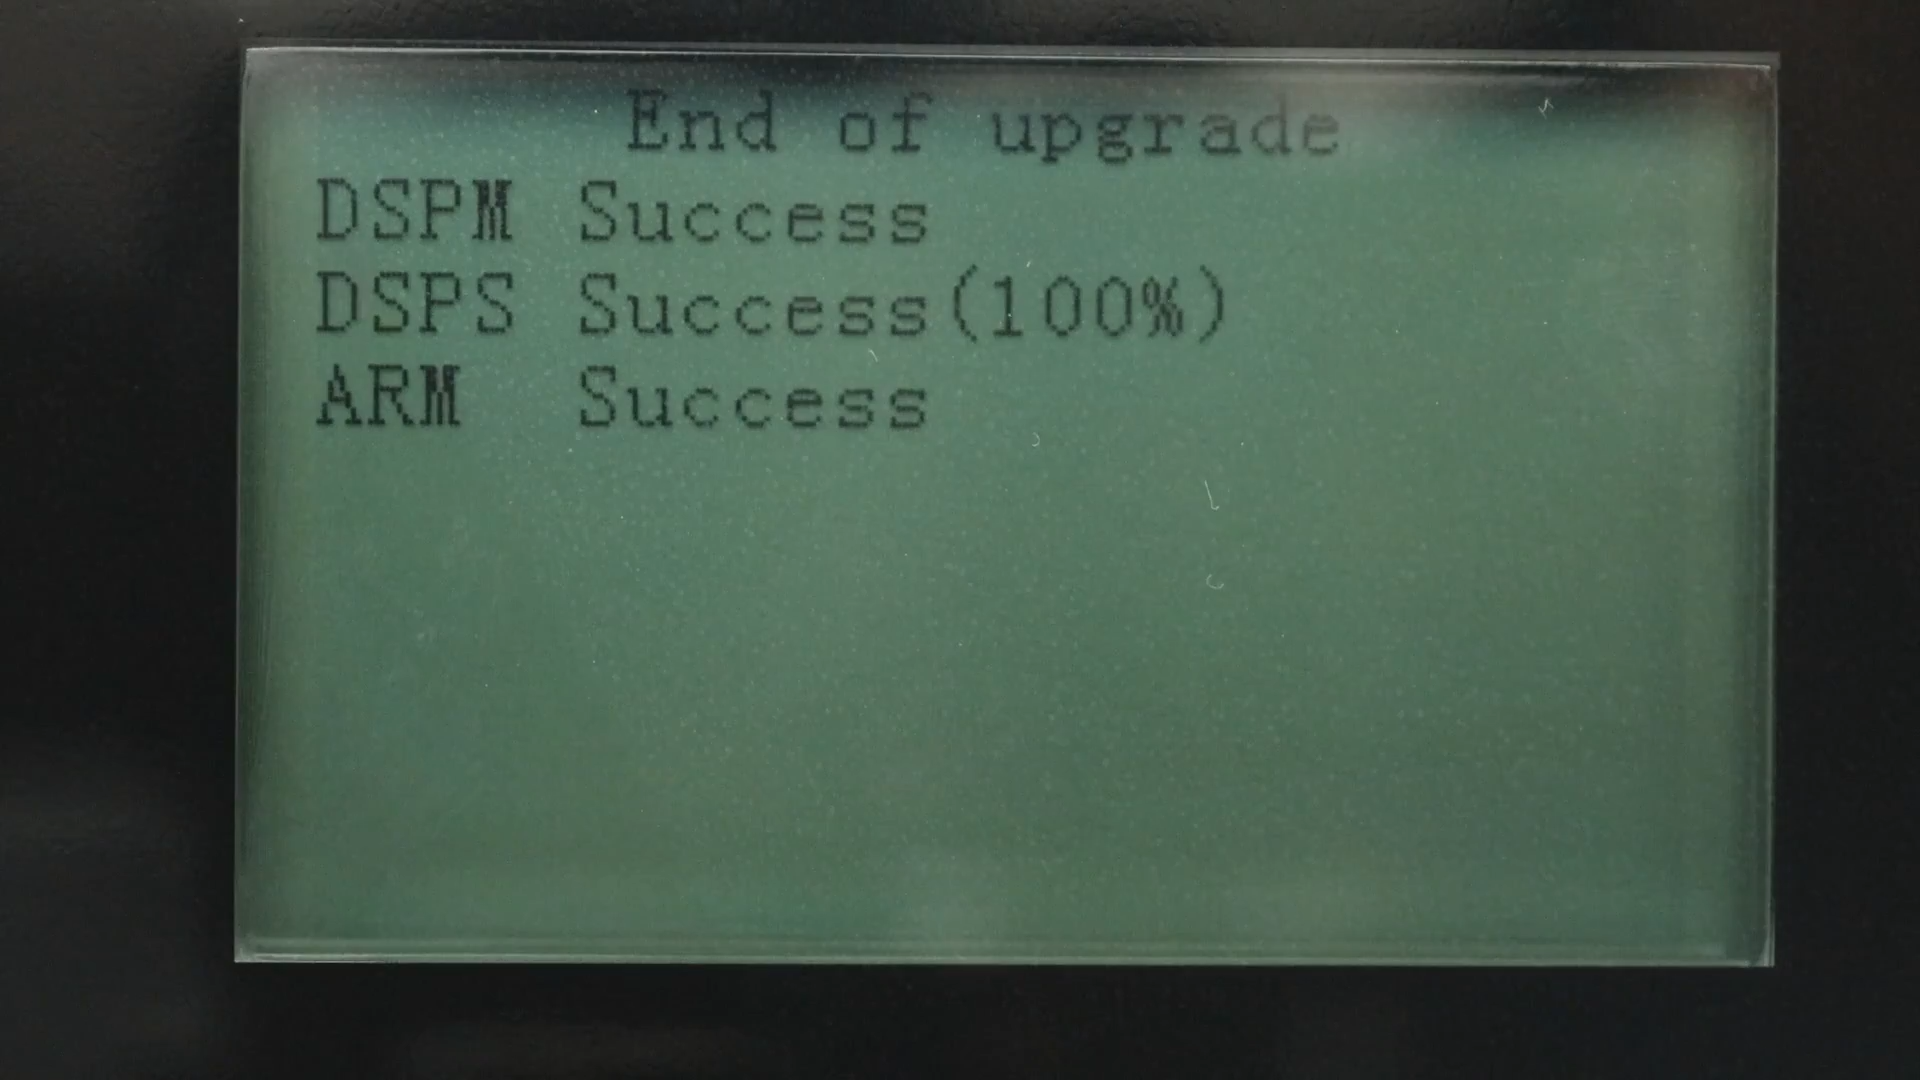 End of upgrade
DSPM Success
DSPS Success(100%)
ARM Success